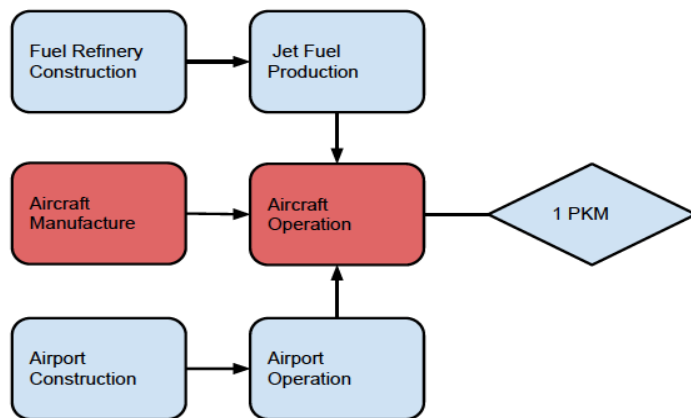 Fuel Refinery
Construction
Jet Fuel
Production
Aircraft
Manufacture
Aircraft
Operation
1 PKM
Airport
Construction
Airport
Operation